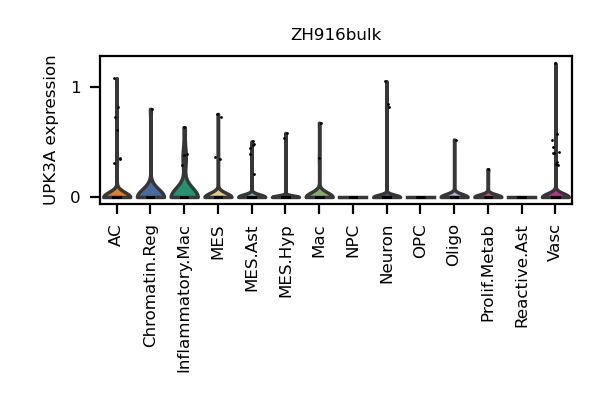 ZH916bulk
UPK3A expression
1
0
AC
Chromatin.Reg
Inflammatory.Mac
MES
MES.Ast
MES.Hyp
Mac
NPC
Neuron
OPC
Oligo
Prolif.Metab
Reactive.Ast
Vasc